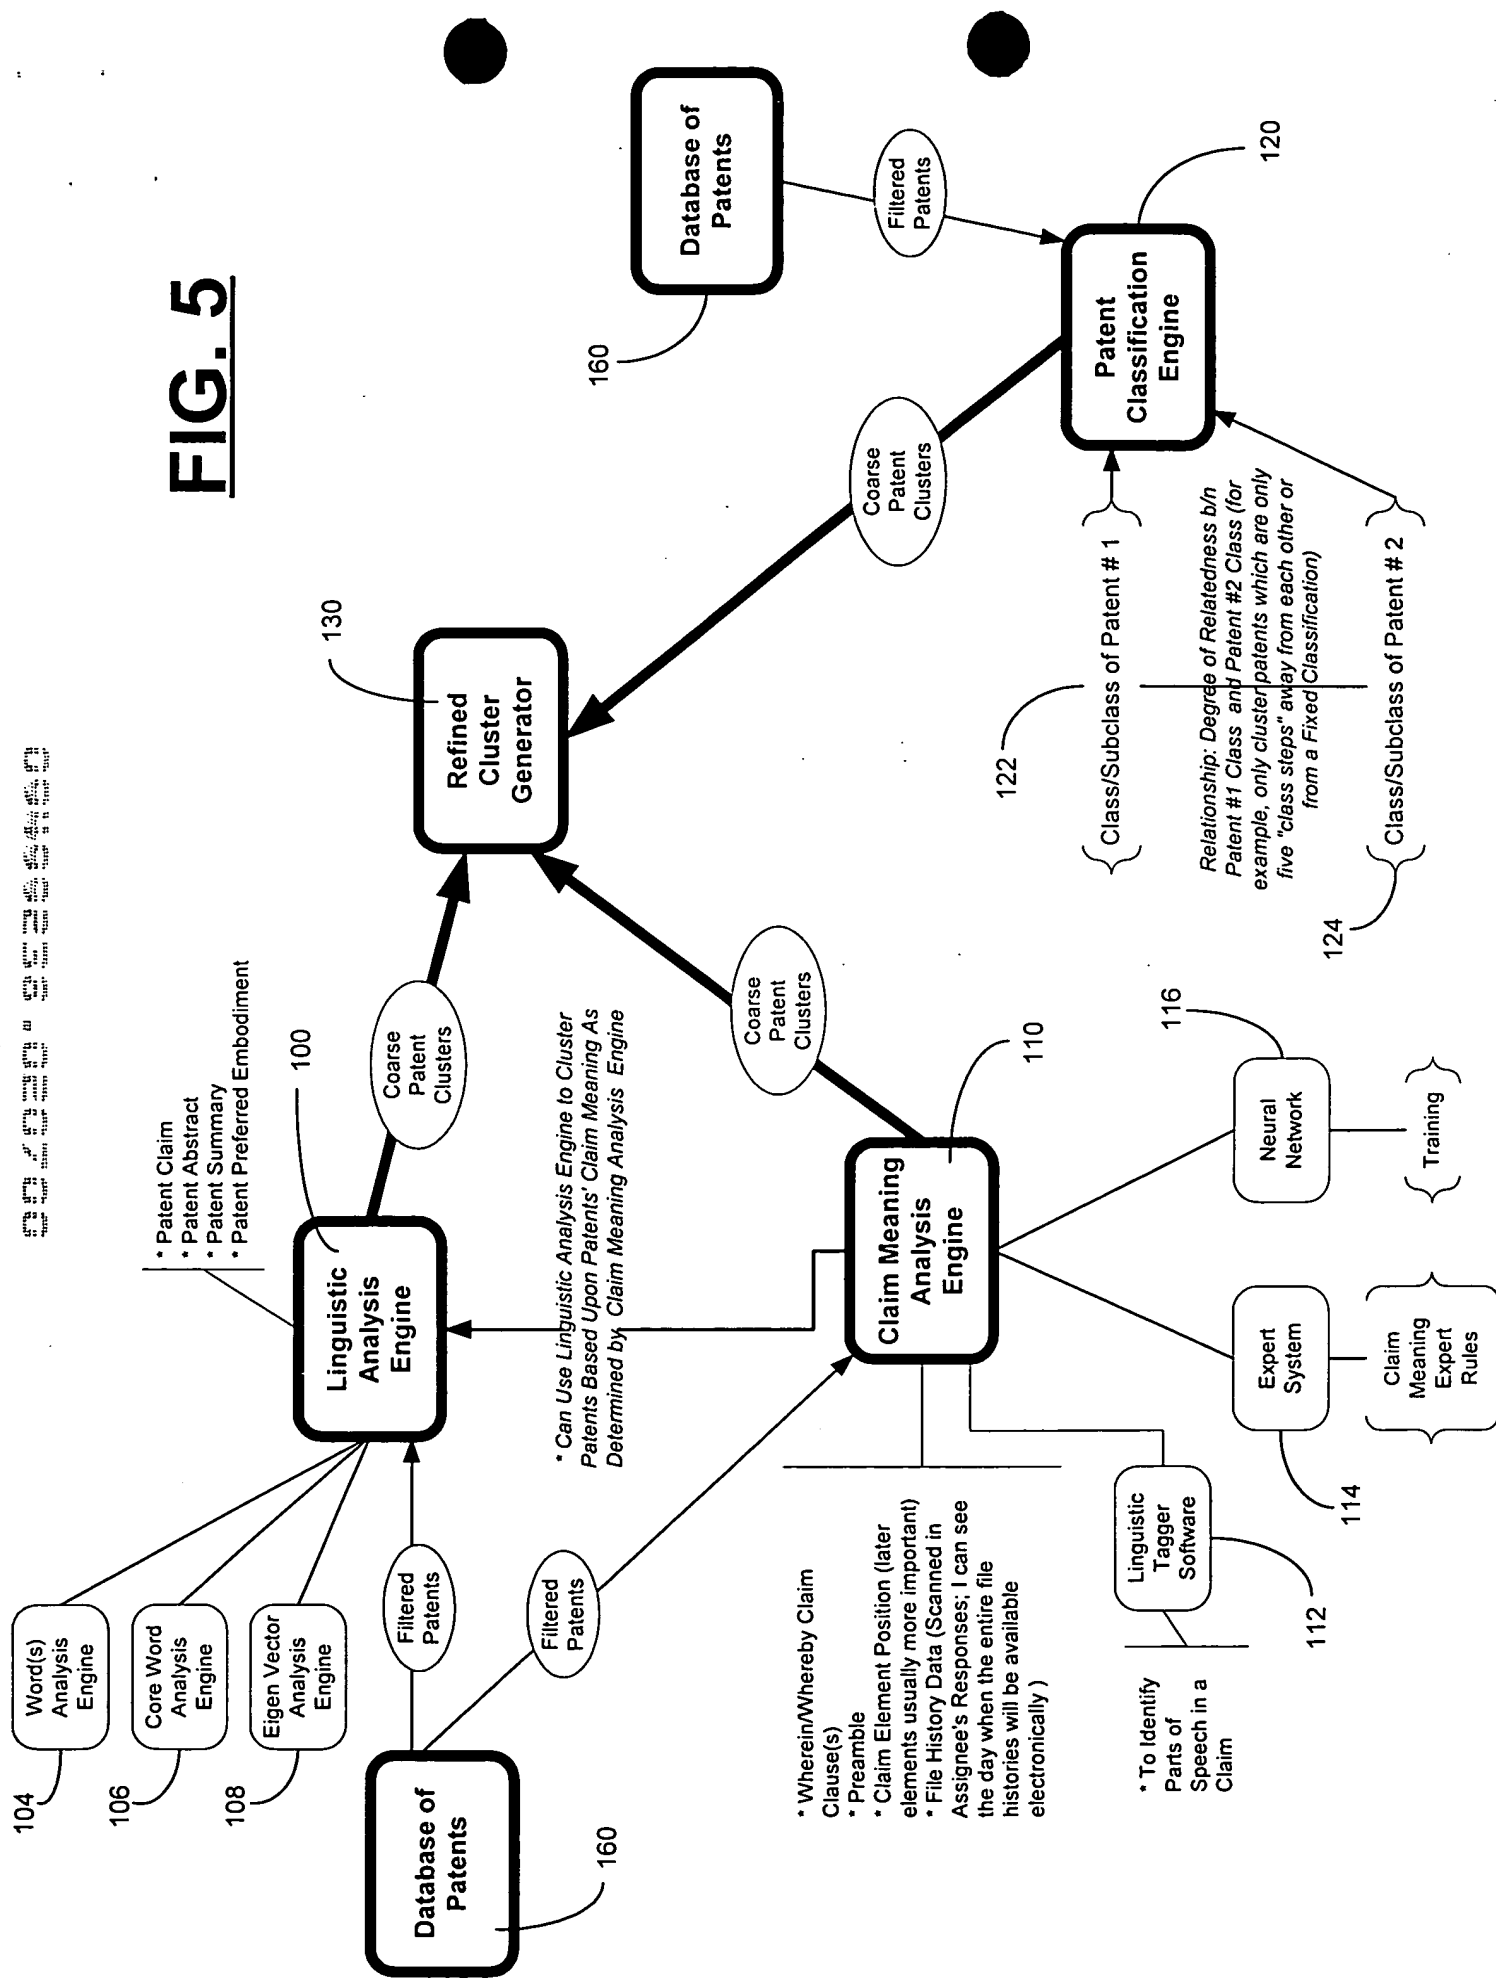 FIG. 5
104
Word(s)
Analysis
Engine
106
Core Word
Analysis
Engine
108
Eigen Vector
Analysis
Engine
* Patent Claim
* Patent Abstract
* Patent Summary
* Patent Preferred Embodiment
100
Linguistic
Analysis
Engine
Database of
Patents
160
Filtered
Patents
Filtered
Patents
Coarse
Patent
Clusters
130
Refined
Cluster
Generator
* Can Use Linguistic Analysis Engine to Cluster
Patents Based Upon Patents' Claim Meaning As
Determined by Claim Meaning Analysis Engine
Coarse
Patent
Clusters
Coarse
Patent
Clusters
Database of
Patents
160
Filtered
Patents
120
Patent
Classification
Engine
Claim Meaning
Analysis
Engine
110
* Wherein/Whereby Claim
Clause(s)
* Preamble
* Claim Element Position (later
elements usually more important)
* File History Data (Scanned in
Assignee's Responses; I can see
the day when the entire file
histories will be available
electronically )
Linguistic
Tagger
Software
112
* To Identify
Parts of
Speech in a
Claim
Expert
System
114
Claim
Meaning
Expert
Rules
Neural
Network
116
Training
122
Class/Subclass of Patent # 1
Relationship: Degree of Relatedness b/n
Patent #1 Class and Patent #2 Class (for
example, only cluster patents which are only
five "class steps" away from each other or
from a Fixed Classification)
124
Class/Subclass of Patent # 2